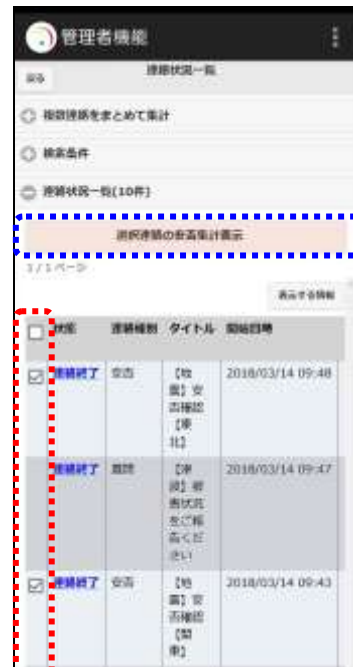 管理者機能
戻る
連絡状況一覧
複数連絡をまとめて集計
検索条件
連絡状況一覧[10件]
選択連絡の安否集計表示
1/1ページ
表示する情報
状態 連絡種別 タイトル 開始日時
連絡終了 安否 【地 2018/03/14 09:48
震】安
否確認
【東
北】
連絡終了 質問 2018/03/14 09:47
害状況
をご報
告くだ
さい
連絡終了 安否 【地 2018/03/14 09:43
震】安
否確認
【関
東】